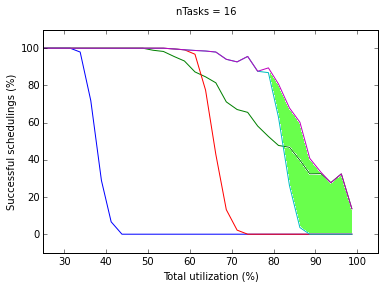 nTasks = 16
100
80
60
40
20
0
Successful schedulings (%)
30 40 50 60 70 80 90 100
Total utilization (%)